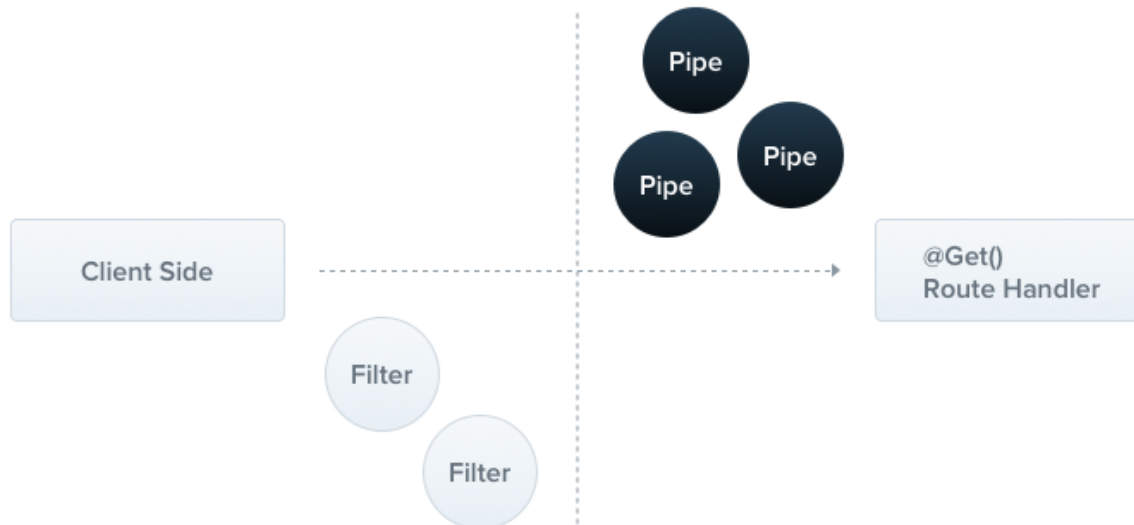 Pipe
Pipe
Pipe
Client Side
@Get()
Route Handler
Filter
Filter